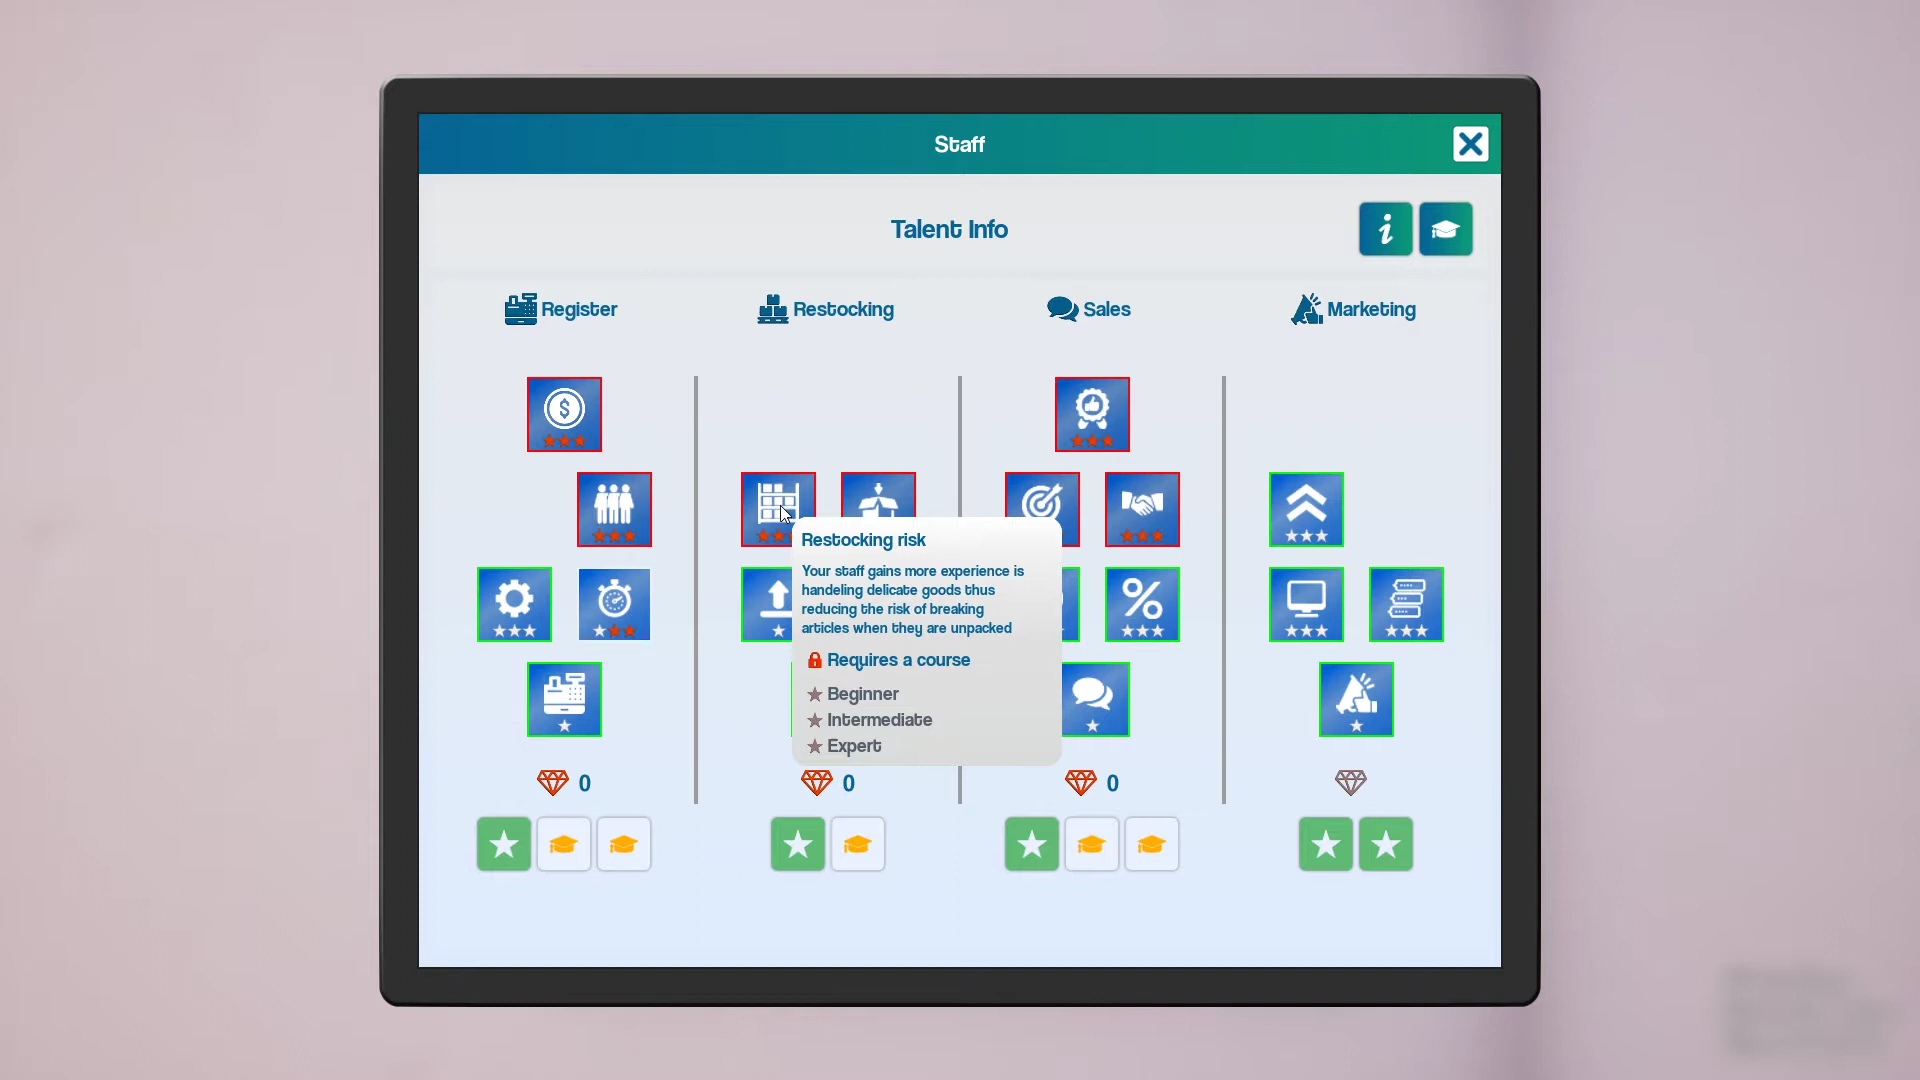 Staff
Talent Info
Register
Restocking
Sales
Marketing
Restocking risk
Your staff gains more experience is
handeling delicate goods thus
reducing the risk of breaking
articles when they are unpacked
Requires a course
Beginner
Intermediate
Expert
0
0
0